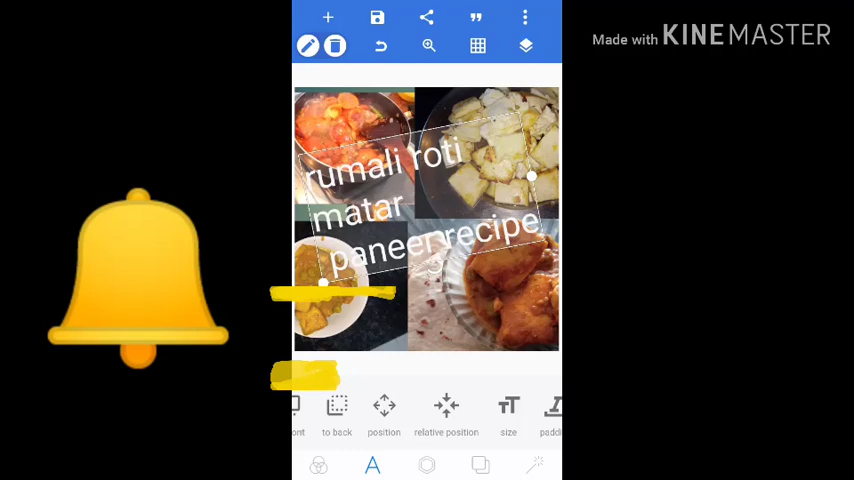 Made with KINEMASTER
rumali roti
matar
paneer recipe
to back
position
relative position
size